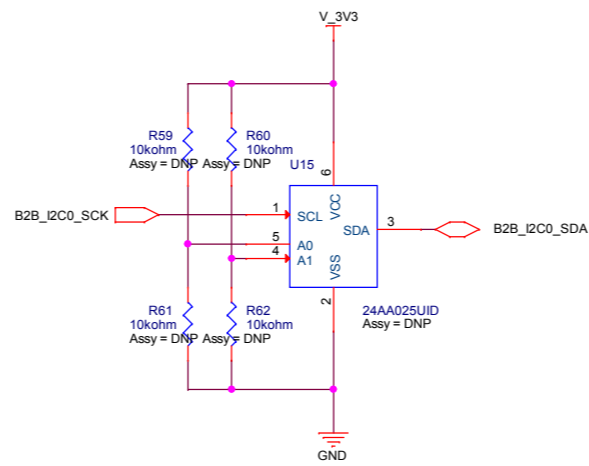 V_3V3
R59
10kohm
Assy = DNP
R60
10kohm
Assy = DNP
U15
6
VCC
B2B_I2C0_SCK
1
SCL
SDA
3
B2B_I2C0_SDA
5
A0
4
A1
VSS
2
R61
10kohm
Assy = DNP
R62
10kohm
Assy = DNP
24AA025UID
Assy = DNP
GND